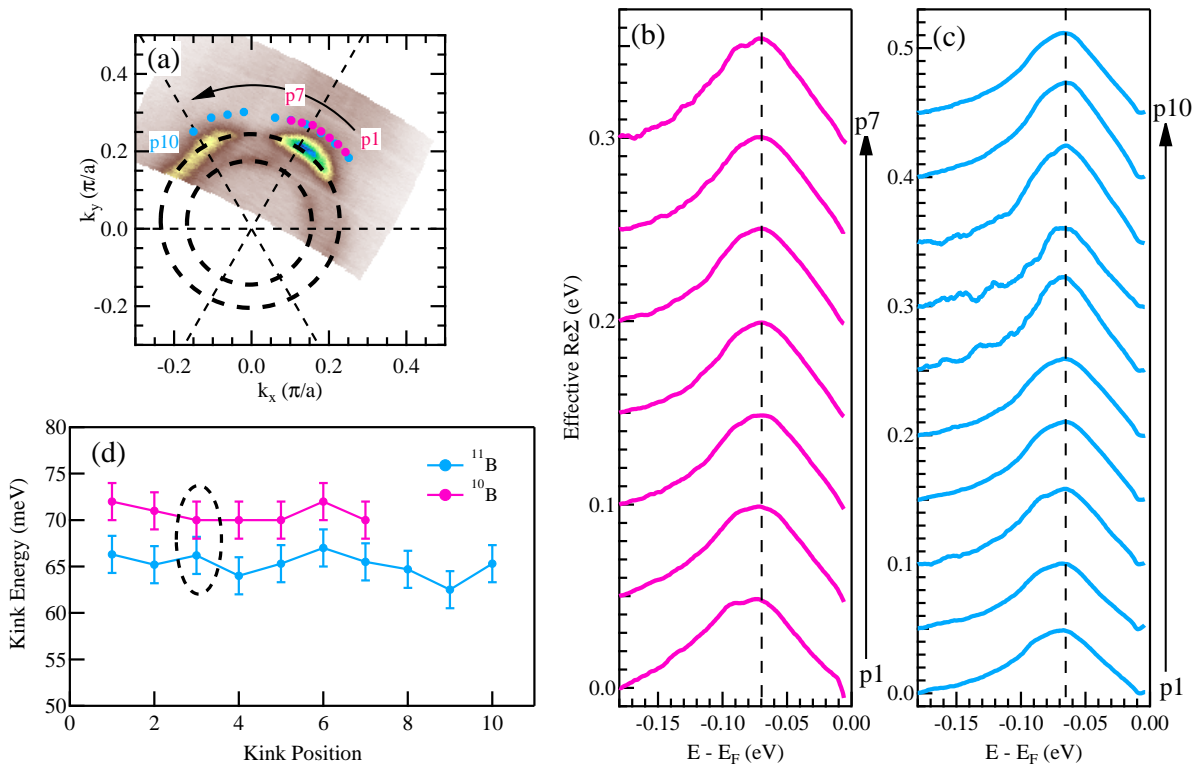 (a)
p7
p1
p10
0.4
0.2
0.0
-0.2
k_y (π/a)
-0.2
0.0
0.2
0.4
k_x (π/a)
(b)
0.3
0.2
0.1
0.0
Effective ReΣ (eV)
-0.15
-0.10
-0.05
0.00
E - E_F (eV)
p7
p1
(c)
0.5
0.4
0.3
0.2
0.1
0.0
-0.15
-0.10
-0.05
0.00
E - E_F (eV)
p10
p1
(d)
80
75
70
65
60
55
50
Kink Energy (meV)
¹¹B
¹⁰B
0
2
4
6
8
10
Kink Position